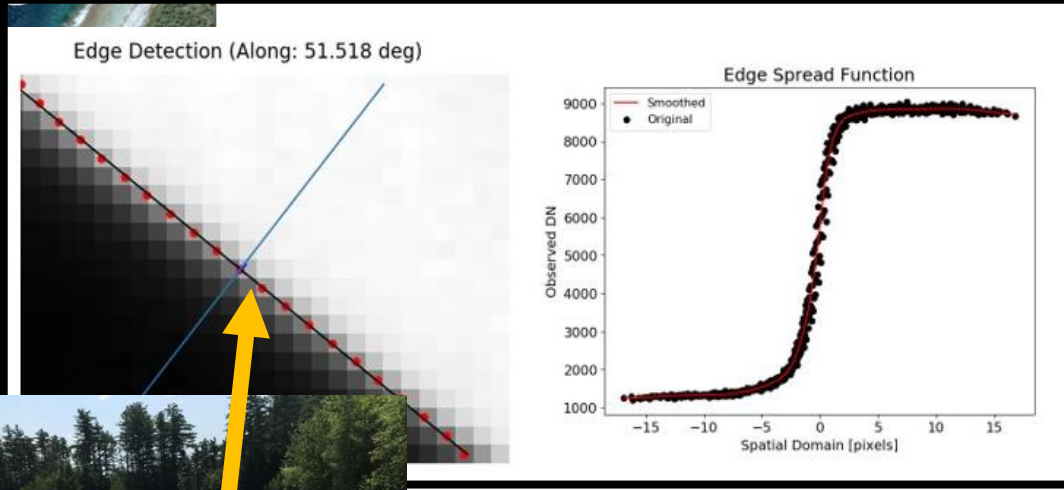 Edge Detection (Along: 51.518 deg)
Edge Spread Function
Smoothed
Original
Observed DN
9000
8000
7000
6000
5000
4000
3000
2000
1000
−15 −10 −5 0 5 10 15
Spatial Domain [pixels]